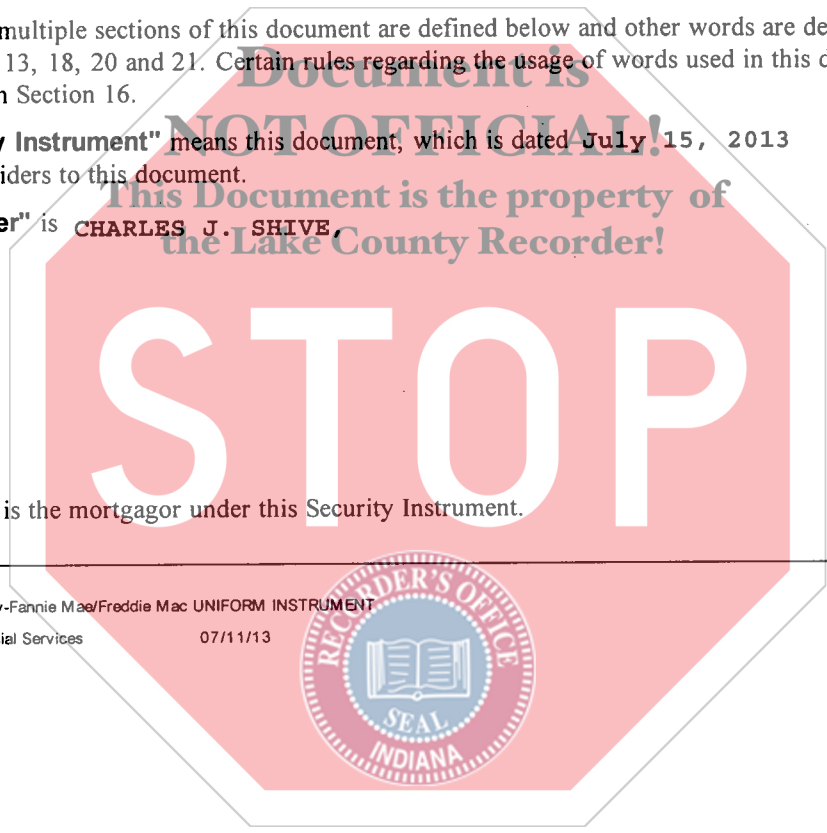 multiple sections of this document are defined below and other words are de
13, 18, 20 and 21. Certain rules regarding the usage of words used in this d
Section 16.
Document is
NOT OFFICIAL!
This Document is the property of
the Lake County Recorder!
Instrument" means this document, which is dated July 15, 2013
iders to this document.
er" is CHARLES J. SHIVE,
STOP
is the mortgagor under this Security Instrument.
-Fannie Mae/Freddie Mac UNIFORM INSTRUMENT
ial Services 07/11/13
RECORDER'S OFFICE
SEAL
INDIANA